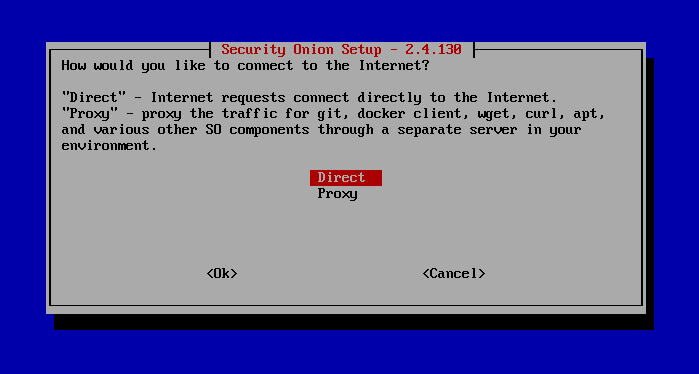 Security Onion Setup - 2.4.130
How would you like to connect to the Internet?
"Direct" - Internet requests connect directly to the Internet.
"Proxy" - proxy the traffic for git, docker client, wget, curl, apt,
and various other SO components through a separate server in your
environment.
Direct
Proxy
<Ok> <Cancel>